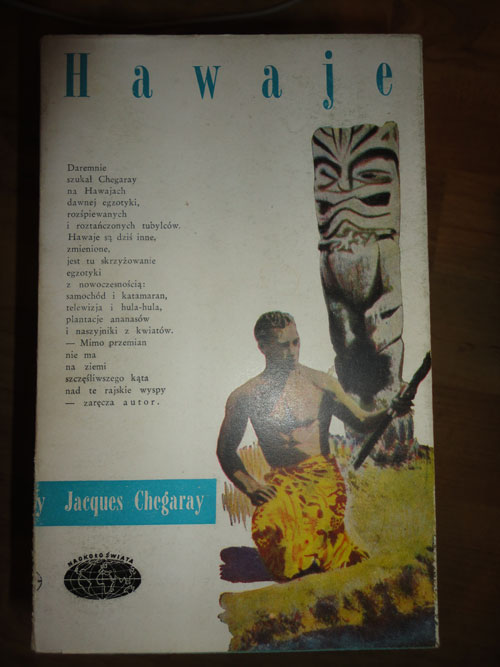 Hawaje
Daremnie
szukał Chegaray
na Hawajach
dawnej egzotyki,
rozśpiewanych
i roztańczonych tubylców.
Hawaje są dziś inne,
zmienione,
jest tu skrzyżowanie
egzotyki
z nowoczesnością:
samochód i katamaran,
telewizja i hula-hula,
plantacje ananasów
i naszyjniki z kwiatów.
— Mimo przemian
nie ma
na ziemi
szczęśliwszego kąta
nad te rajskie wyspy
— zaręcza autor.
y Jacques Chegaray
NAOKOŁO ŚWIATA